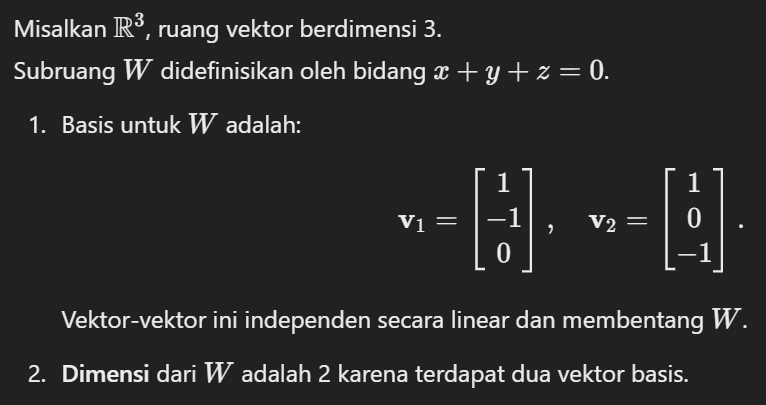 Misalkan ℝ³, ruang vektor berdimensi 3.
Subruang W didefinisikan oleh bidang x + y + z = 0.
1. Basis untuk W adalah:
v₁ = [1 −1 0], v₂ = [1 0 −1].
Vektor-vektor ini independen secara linear dan membentang W.
2. Dimensi dari W adalah 2 karena terdapat dua vektor basis.